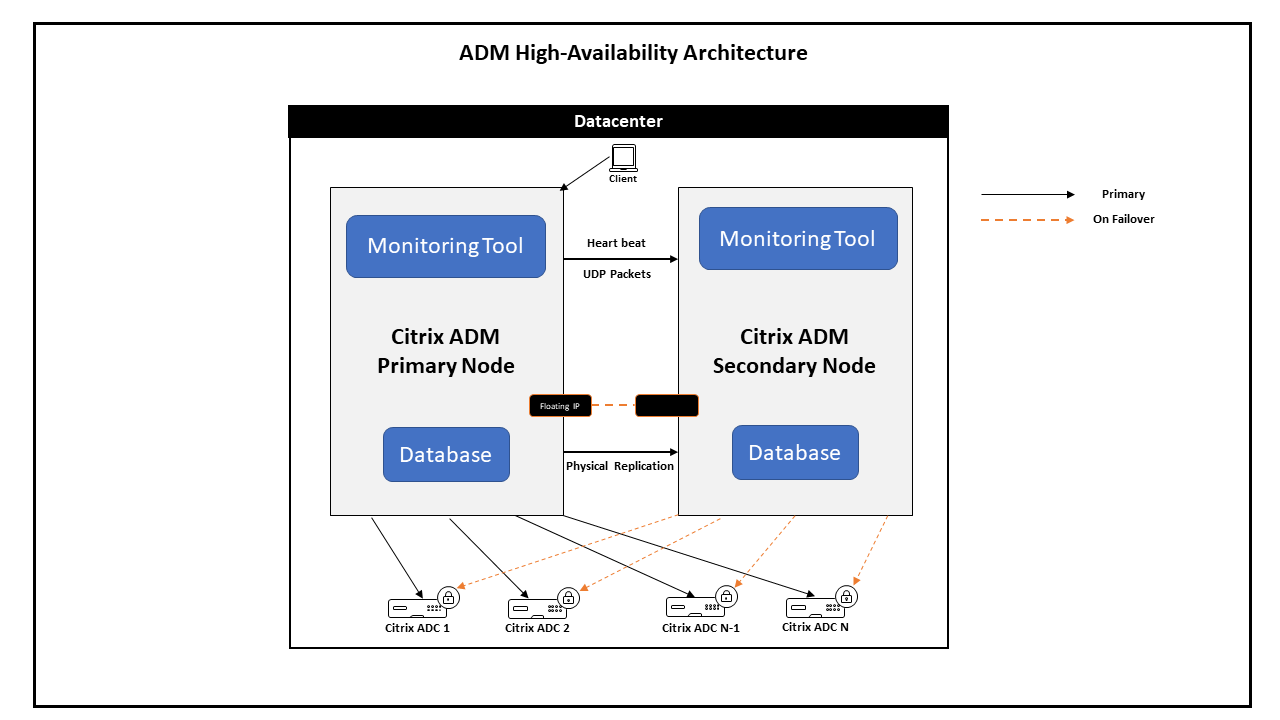 ADM High-Availability Architecture
Datacenter
Client
Primary
On Failover
Monitoring Tool
Heart beat
UDP Packets
Monitoring Tool
Citrix ADM
Primary Node
Citrix ADM
Secondary Node
Floating IP
Database
Physical Replication
Database
Citrix ADC 1
Citrix ADC 2
Citrix ADC N-1
Citrix ADC N